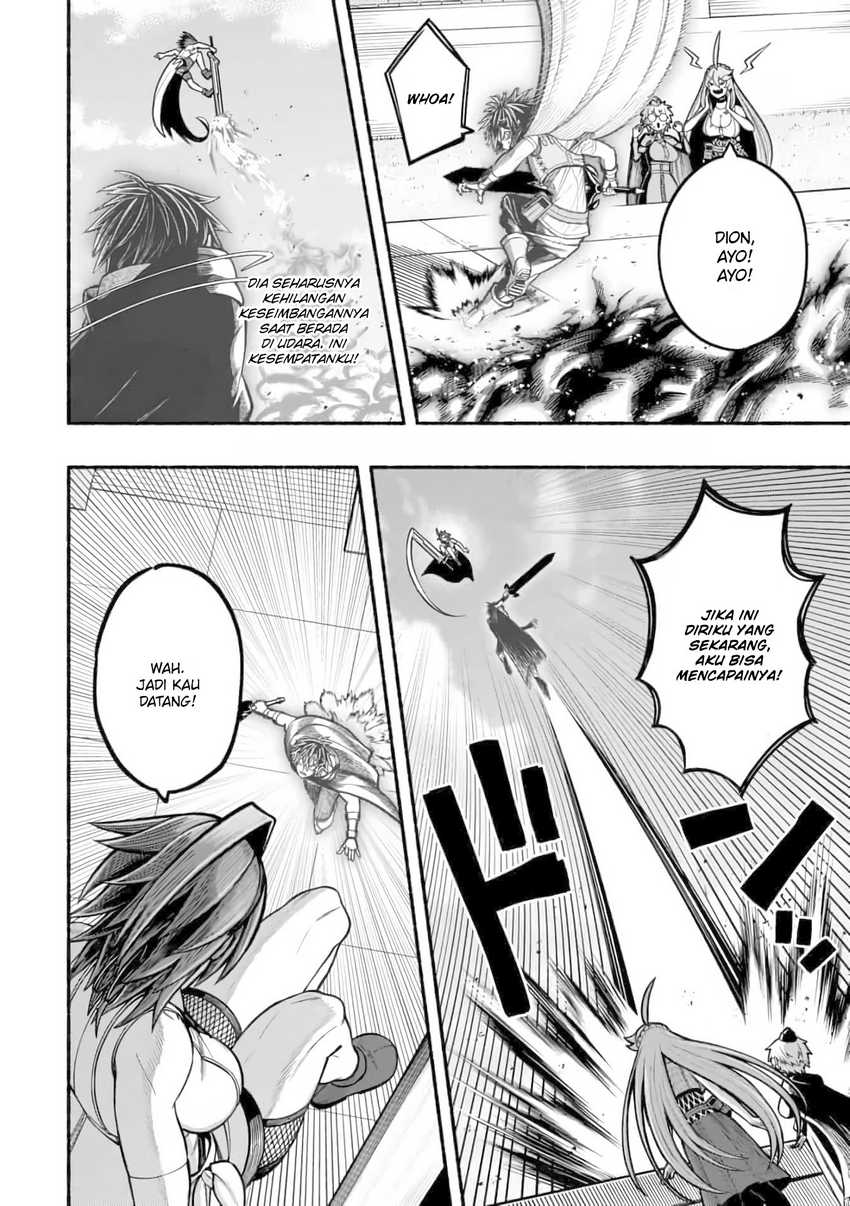 WHOA!
DION,
AYO!
AYO!
DIA SEHARUSNYA
KEHILANGAN
KESEIMBANGANNYA
SAAT BERADA
DI UDARA. INI
KESEMPATANKU!
JIKA INI
DIRIKU YANG
SEKARANG,
AKU BISA
MENCAPAINYA!
ドンッ
WAH.
JADI KAU
DATANG!